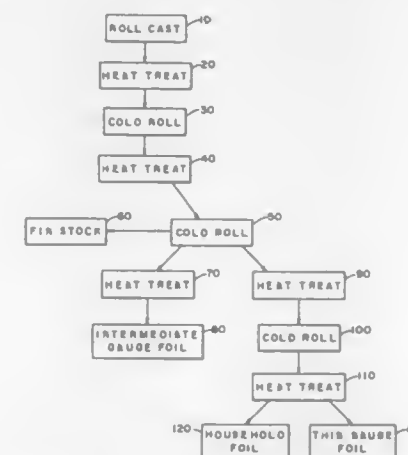 ROLL CAST 10
HEAT TREAT 20
COLD ROLL 30
HEAT TREAT 40
FIN STOCK 60
COLD ROLL 50
HEAT TREAT 70
HEAT TREAT 90
INTERMEDIATE
GAUGE FOIL 80
COLD ROLL 100
HEAT TREAT 110
120 HOUSEHOLD
FOIL
THIN GAUGE
FOIL